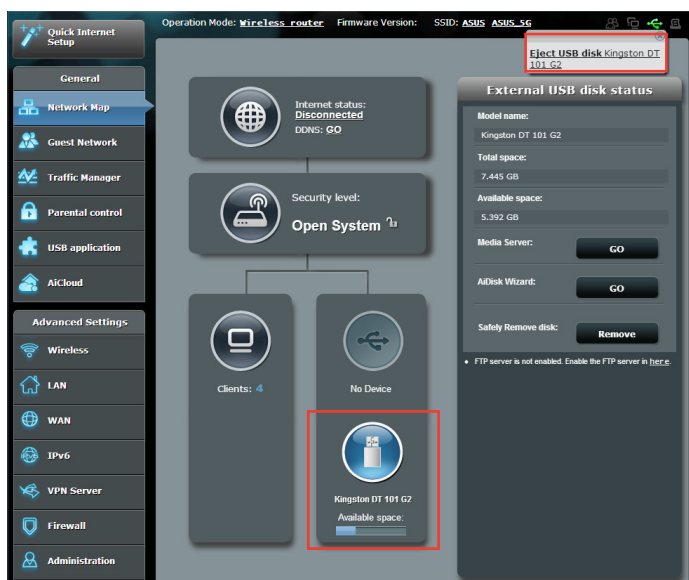 Operation Mode: Wireless router Firmware Version: SSID: ASUS ASUS_5G
Quick Internet
Setup
General
Network Map
Guest Network
Traffic Manager
Parental control
USB application
AiCloud
Advanced Settings
Wireless
LAN
WAN
IPv6
VPN Server
Firewall
Administration
Internet status:
Disconnected
DDNS: GO
Security level:
Open System
Clients: 4
No Device
Kingston DT 101 G2
Available space:
Eject USB disk Kingston DT
101 G2
External USB disk status
Model name:
Kingston DT 101 G2
Total space:
7.445 GB
Available space:
5.392 GB
Media Server: GO
AiDisk Wizard: GO
Safely Remove disk: Remove
• FTP server is not enabled. Enable the FTP server in here.